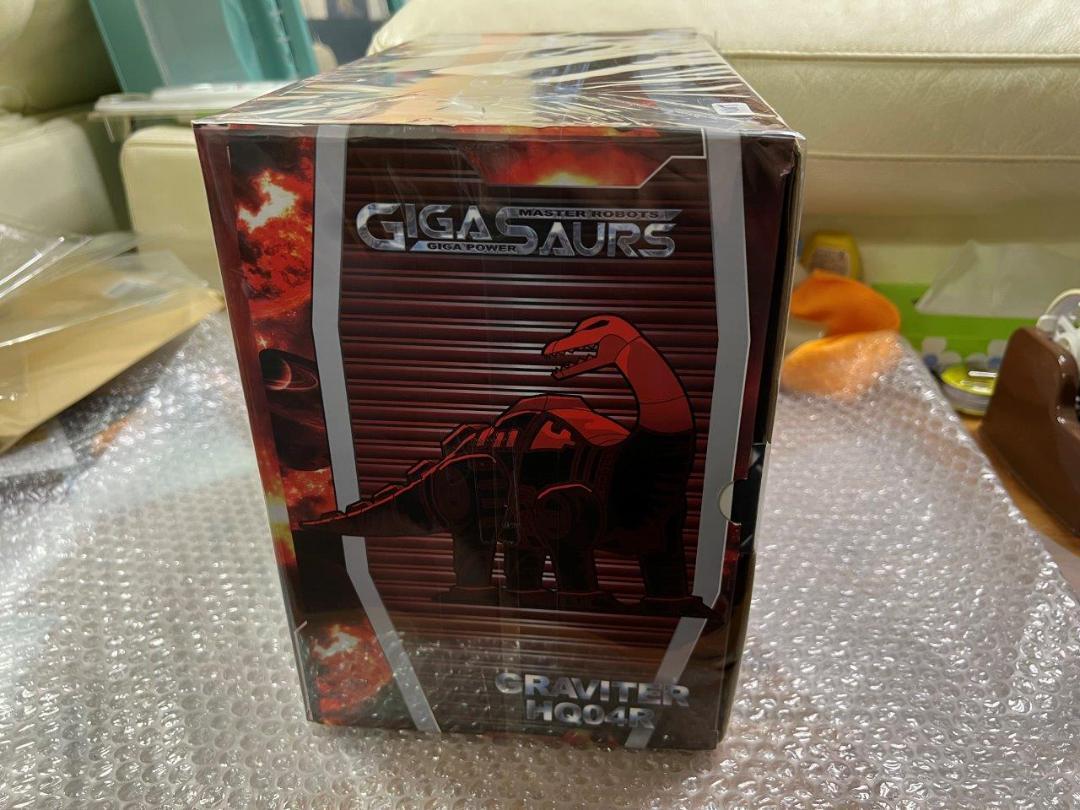 MASTER ROBOTS
GIGASAURS
GIGA POWER
GRAVITER
HQ04R